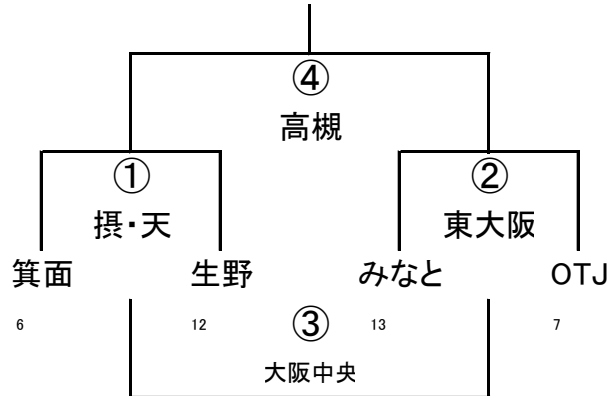 ④
高槻
① ②
摂・天 東大阪
箕面 生野 みなと OTJ
6 12 ③ 13 7
大阪中央